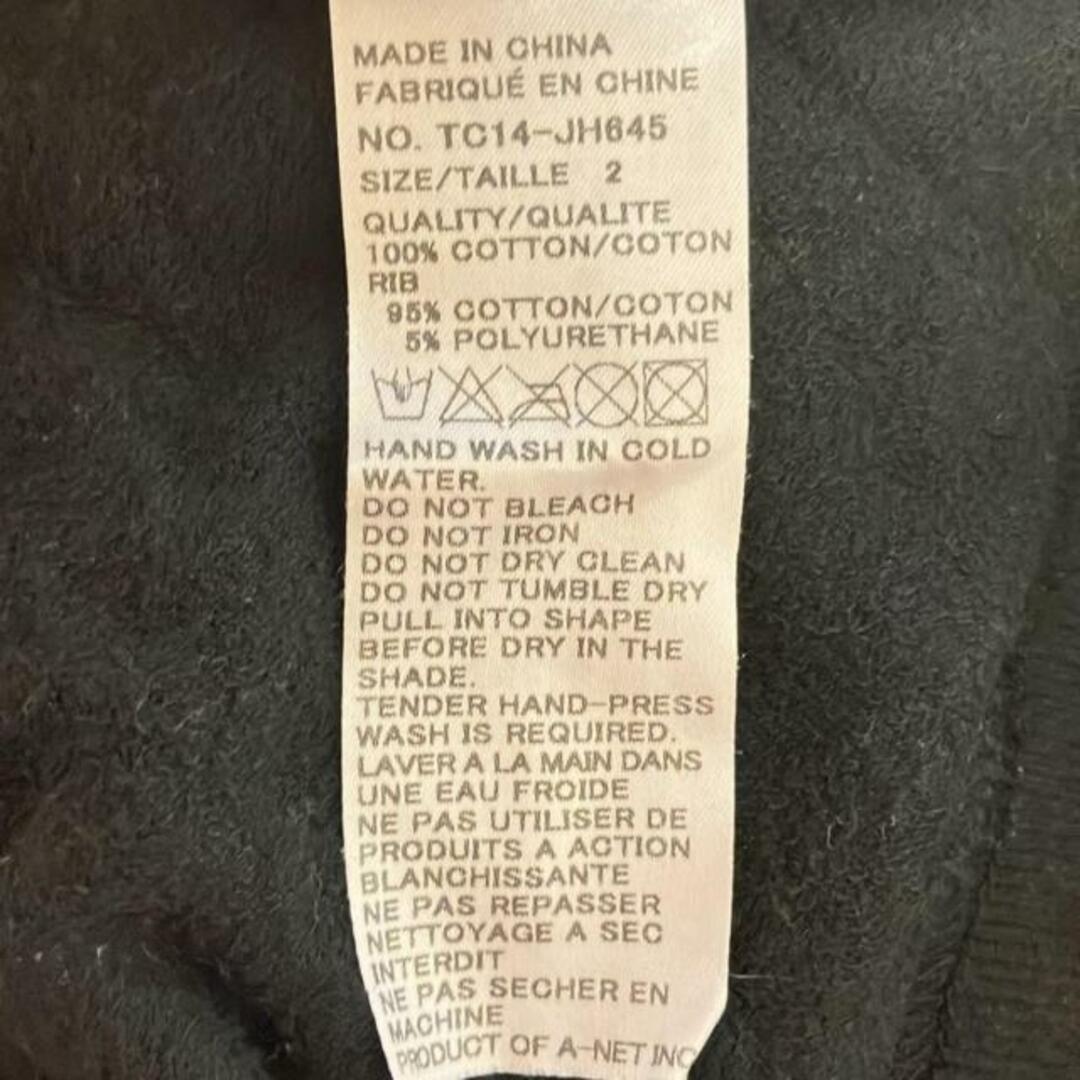 MADE IN CHINA
FABRIQUÉ EN CHINE
NO. TC14-JH645
SIZE/TAILLE 2
QUALITY/QUALITE
100% COTTON/COTON
RIB
95% COTTON/COTON
5% POLYURETHANE
HAND WASH IN COLD
WATER.
DO NOT BLEACH
DO NOT IRON
DO NOT DRY CLEAN
DO NOT TUMBLE DRY
PULL INTO SHAPE
BEFORE DRY IN THE
SHADE.
TENDER HAND-PRESS
WASH IS REQUIRED.
LAVER A LA MAIN DANS
UNE EAU FROIDE
NE PAS UTILISER DE
PRODUITS A ACTION
BLANCHISSANTE
NE PAS REPASSER
NETTOYAGE A SEC
INTERDIT
NE PAS SECHER EN
MACHINE
PRODUCT OF A-NET INC